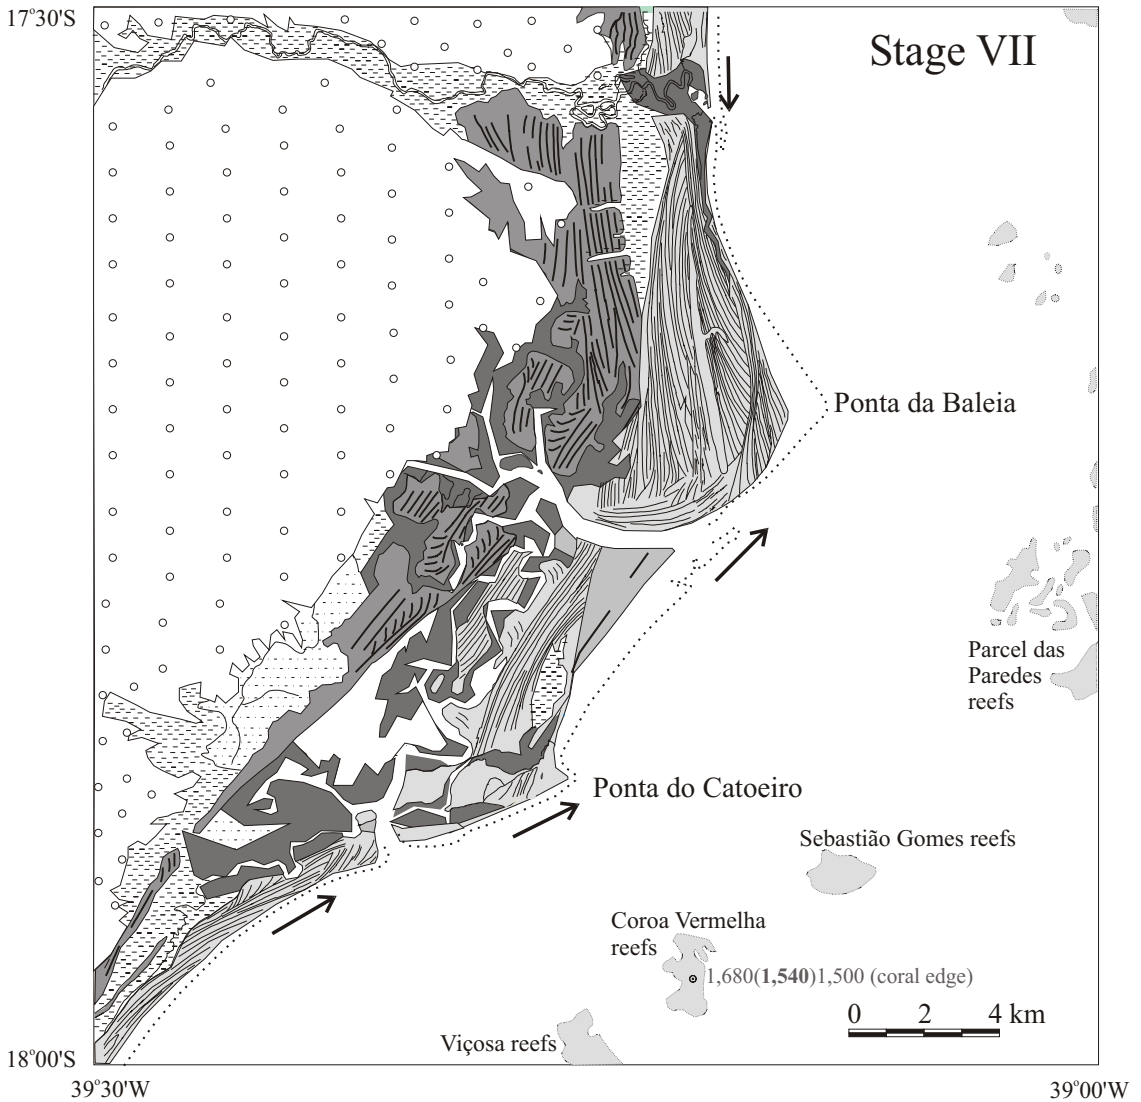 17°30'S
Stage VII
Ponta da Baleia
Parcel das
Paredes
reefs
Ponta do Catoeiro
Sebastião Gomes reefs
Coroa Vermelha
reefs
1,680(1,540)1,500 (coral edge)
0 2 4 km
Viçosa reefs
18°00'S
39°30'W
39°00'W